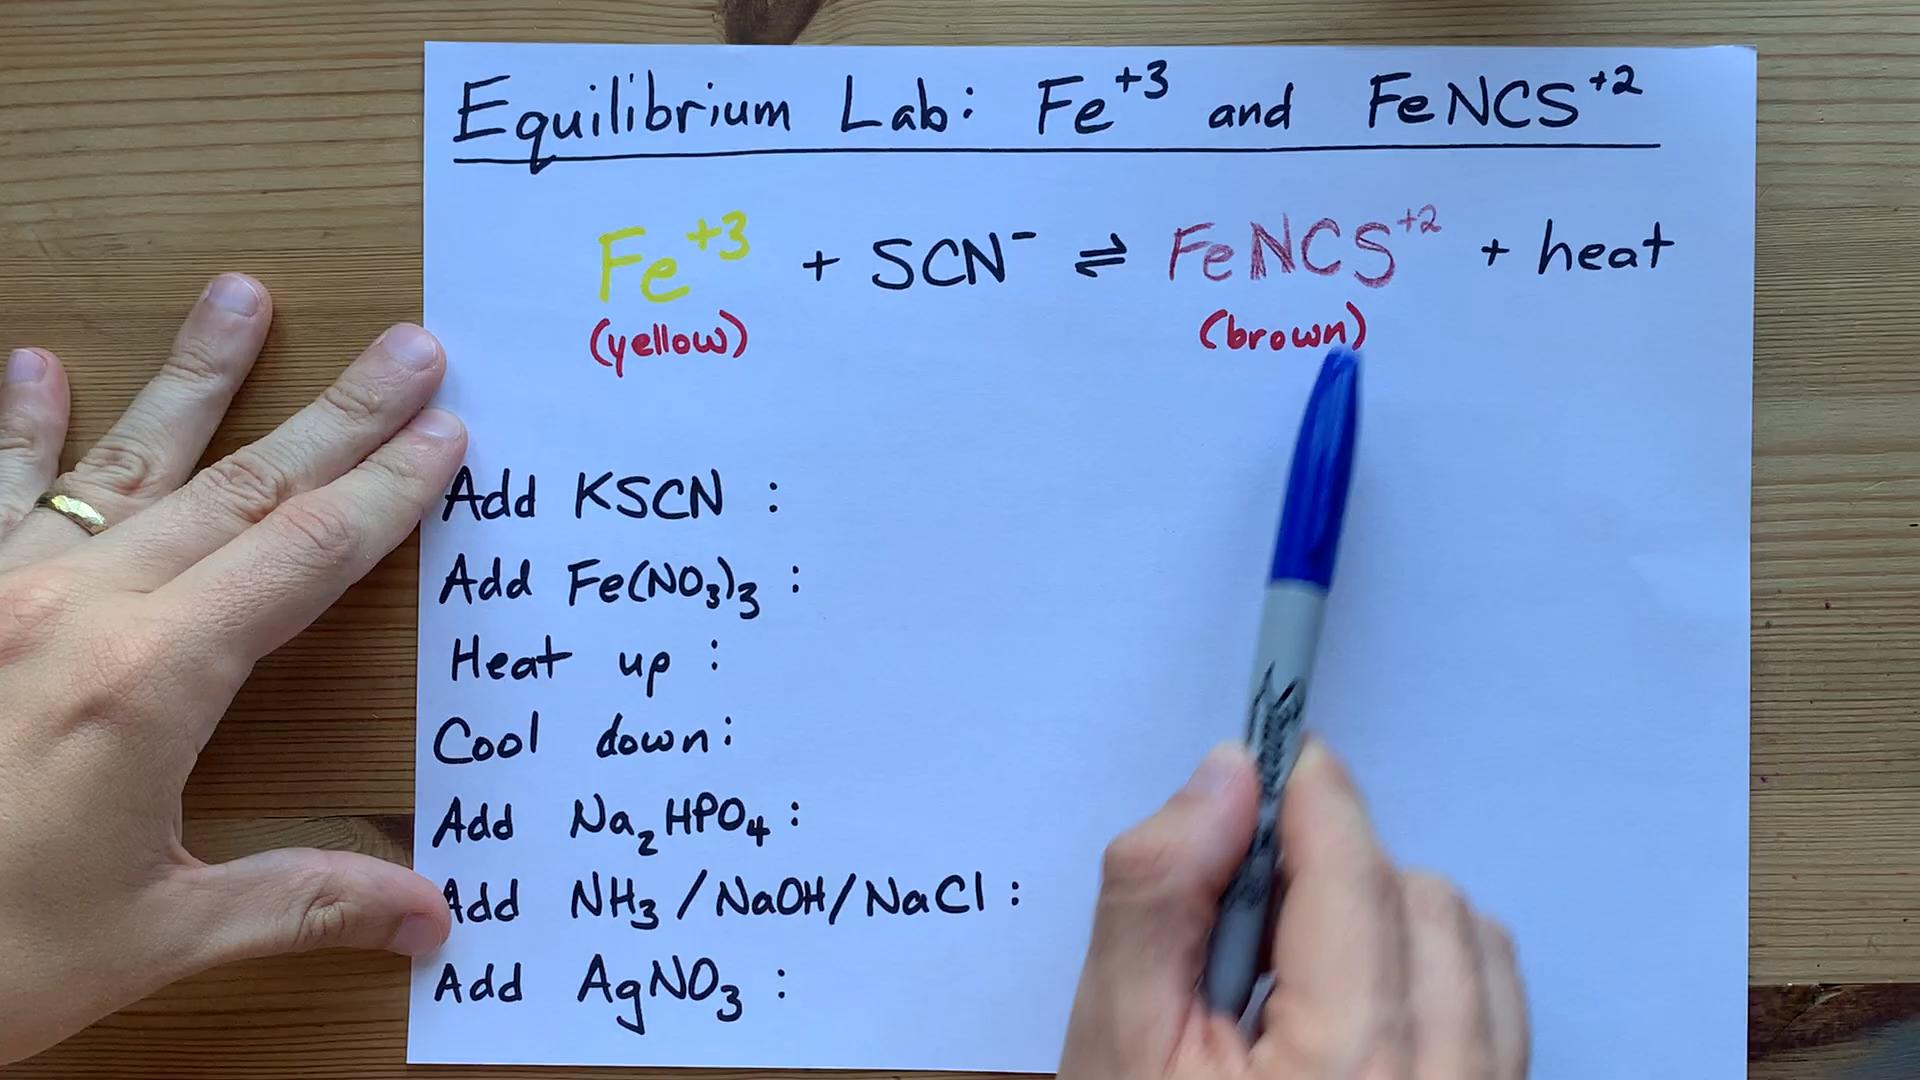 Equilibrium Lab: Fe⁺³ and FeNCS⁺²
Fe⁺³ + SCN⁻ ⇌ FeNCS⁺² + heat
(yellow) (brown)
Add KSCN :
Add Fe(NO₃)₃ :
Heat up :
Cool down:
Add Na₂HPO₄:
Add NH₃/NaOH/NaCl:
Add AgNO₃ :